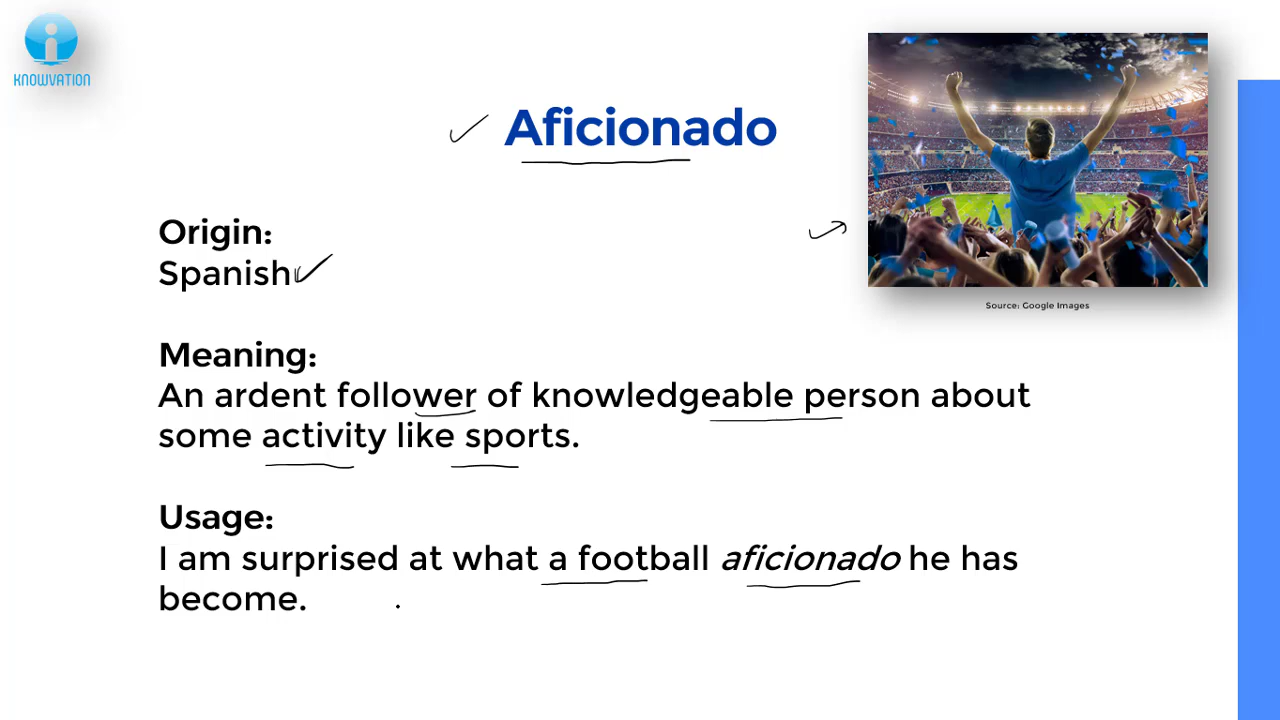 KNOWVATION
Aficionado
Origin:
Spanish
Source: Google Images
Meaning:
An ardent follower of knowledgeable person about
some activity like sports.
Usage:
I am surprised at what a football aficionado he has
become.